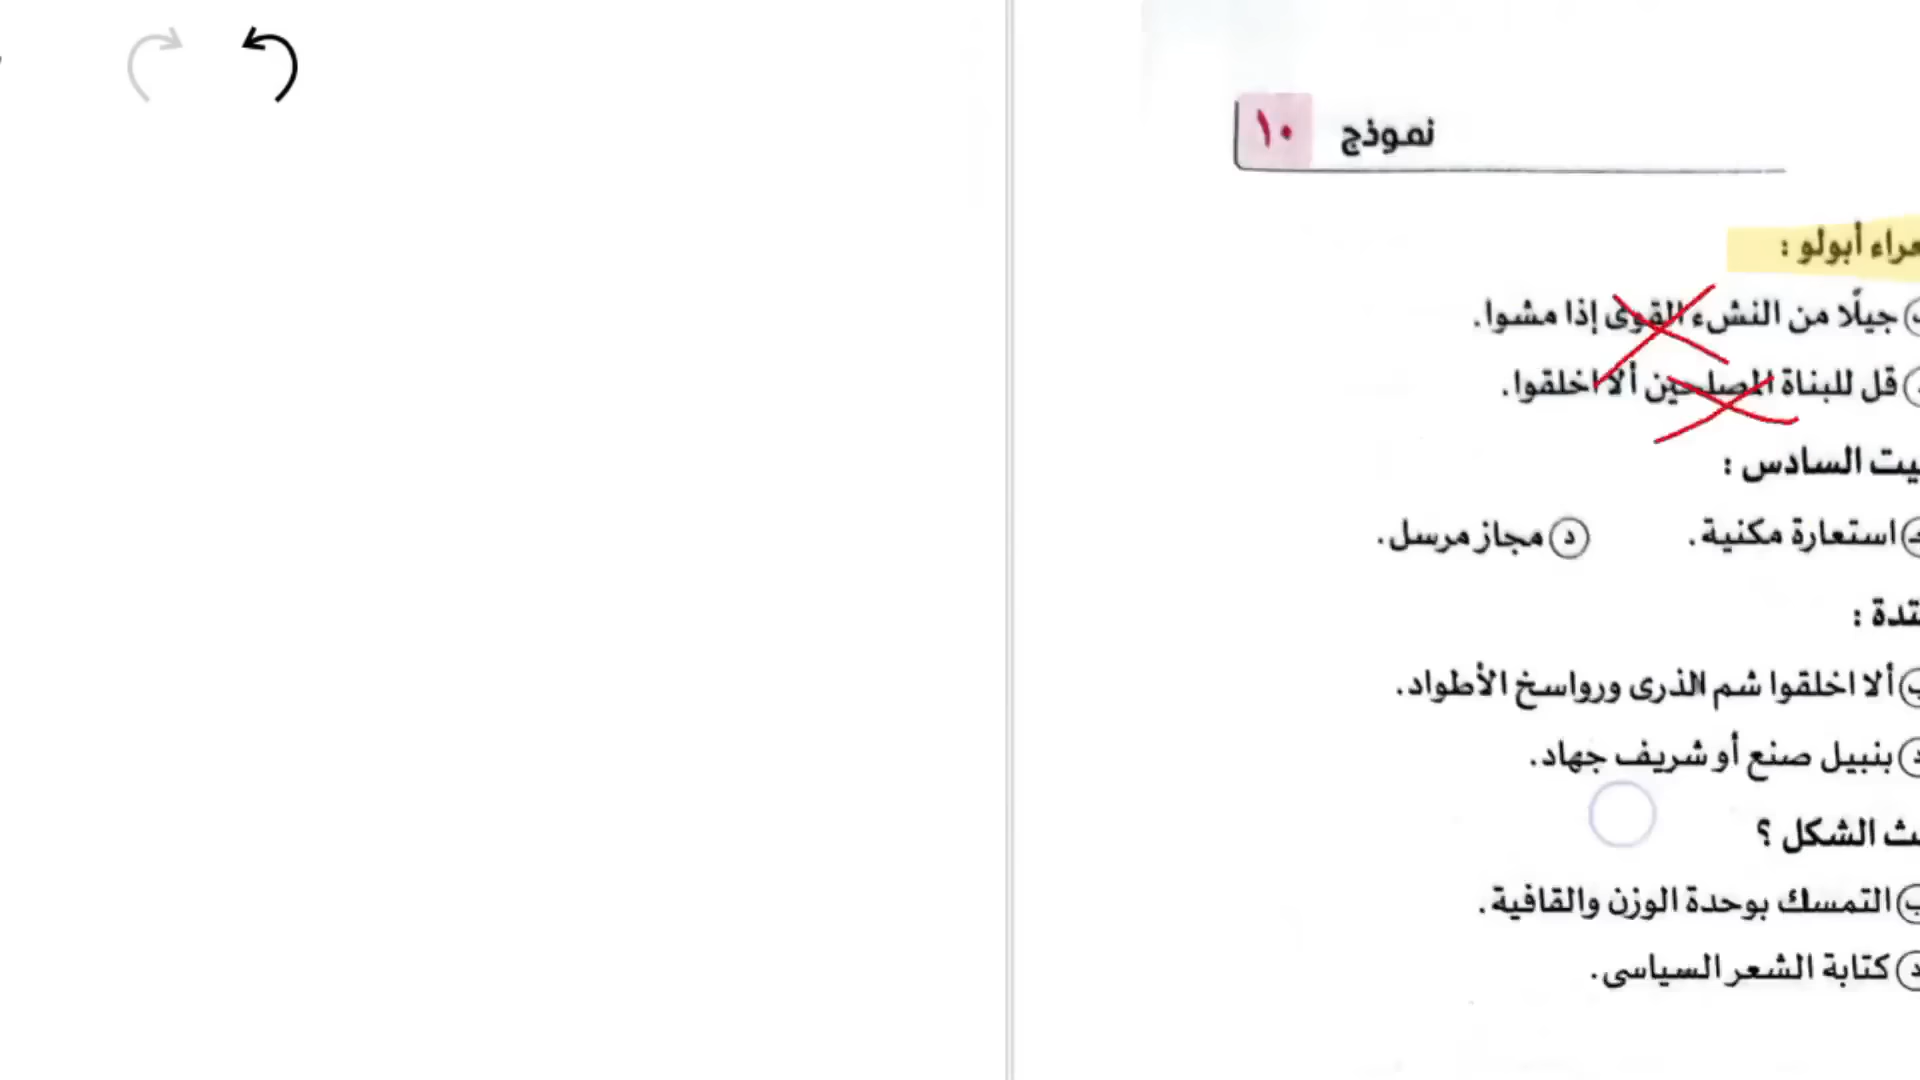 نموذج ١٠
أبولو :
جيلًا من النشء القوى إذا مشوا.
قل للبناة المصلحين ألا اخلقوا.
السادس :
استعارة مكنية. د مجاز مرسل.
ألا اخلقوا شم الذرى ورواسخ الأطواد.
بنبيل صنع أو شريف جهاد.
الشكل ؟
التمسك بوحدة الوزن والقافية.
كتابة الشعر السياسى.